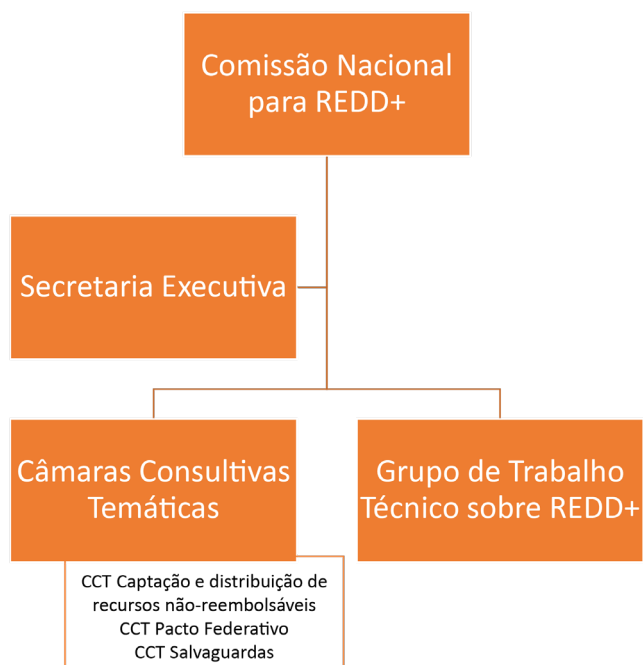 Comissão Nacional
para REDD+
Secretaria Executiva
Câmaras Consultivas
Temáticas
Grupo de Trabalho
Técnico sobre REDD+
CCT Captação e distribuição de
recursos não-reembolsáveis
CCT Pacto Federativo
CCT Salvaguardas